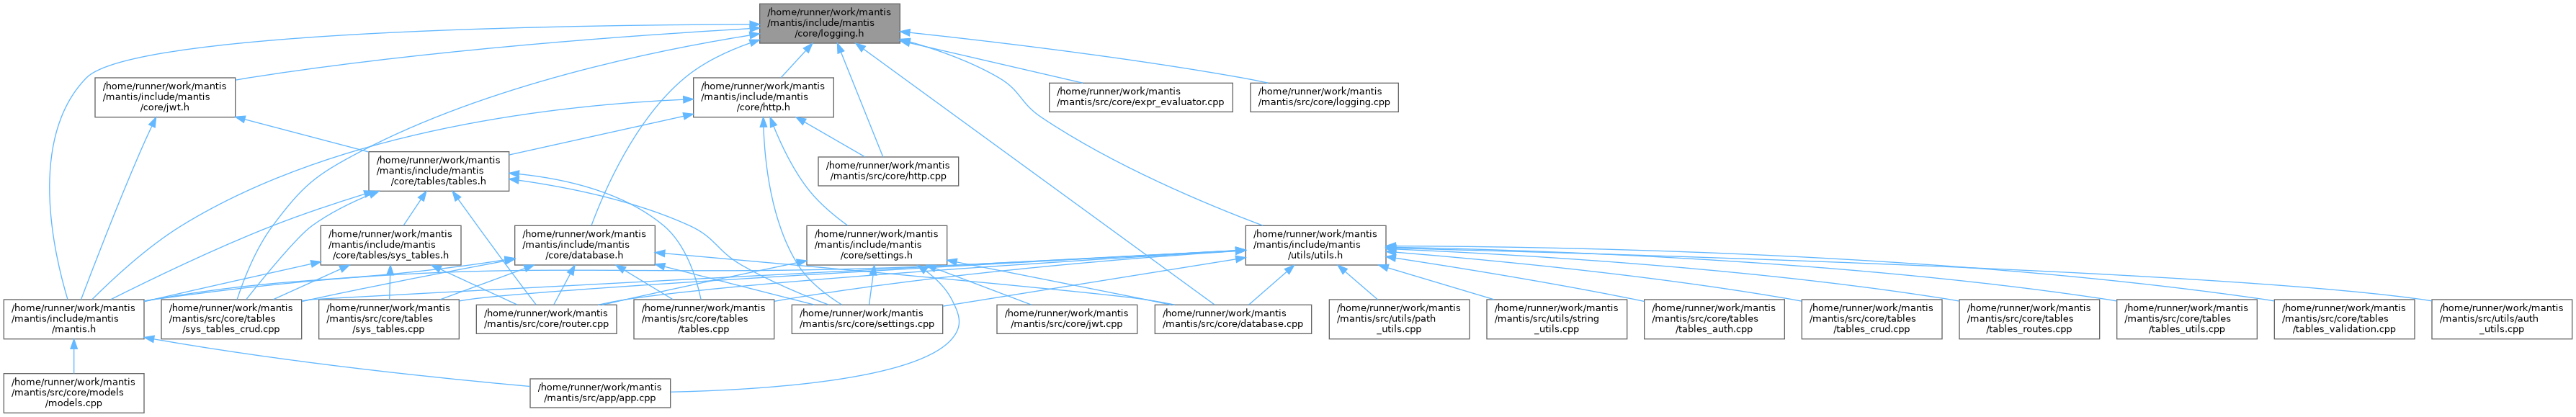 /home/runner/work/mantis
/mantis/include/mantis
/core/logging.h
/home/runner/work/mantis
/mantis/include/mantis
/core/jwt.h
/home/runner/work/mantis
/mantis/include/mantis
/core/http.h
/home/runner/work/mantis
/mantis/src/core/expr_evaluator.cpp
/home/runner/work/mantis
/mantis/src/core/logging.cpp
/home/runner/work/mantis
/mantis/include/mantis
/core/tables/tables.h
/home/runner/work/mantis
/mantis/src/core/http.cpp
/home/runner/work/mantis
/mantis/include/mantis
/core/tables/sys_tables.h
/home/runner/work/mantis
/mantis/include/mantis
/core/database.h
/home/runner/work/mantis
/mantis/include/mantis
/core/settings.h
/home/runner/work/mantis
/mantis/include/mantis
/utils/utils.h
/home/runner/work/mantis
/mantis/include/mantis
/mantis.h
/home/runner/work/mantis
/mantis/src/core/tables
/sys_tables_crud.cpp
/home/runner/work/mantis
/mantis/src/core/tables
/sys_tables.cpp
/home/runner/work/mantis
/mantis/src/core/router.cpp
/home/runner/work/mantis
/mantis/src/core/tables
/tables.cpp
/home/runner/work/mantis
/mantis/src/core/settings.cpp
/home/runner/work/mantis
/mantis/src/core/jwt.cpp
/home/runner/work/mantis
/mantis/src/core/database.cpp
/home/runner/work/mantis
/mantis/src/utils/path
_utils.cpp
/home/runner/work/mantis
/mantis/src/utils/string
_utils.cpp
/home/runner/work/mantis
/mantis/src/core/tables
/tables_auth.cpp
/home/runner/work/mantis
/mantis/src/core/tables
/tables_crud.cpp
/home/runner/work/mantis
/mantis/src/core/tables
/tables_routes.cpp
/home/runner/work/mantis
/mantis/src/core/tables
/tables_utils.cpp
/home/runner/work/mantis
/mantis/src/core/tables
/tables_validation.cpp
/home/runner/work/mantis
/mantis/src/utils/auth
_utils.cpp
/home/runner/work/mantis
/mantis/src/core/models
/models.cpp
/home/runner/work/mantis
/mantis/src/app/app.cpp